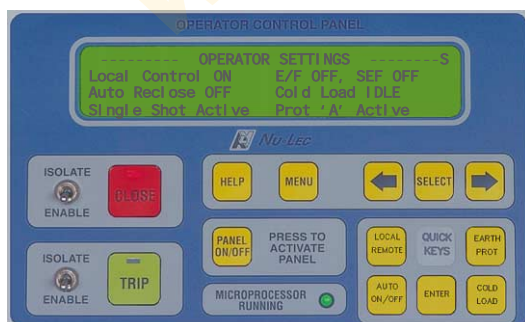 OPERATOR CONTROL PANEL
--------- OPERATOR SETTINGS --------S
Local Control ON E/F OFF, SEF OFF
Auto Reclose OFF Cold Load IDLE
Single Shot Active Prot 'A' Active
Nu-Lec
ISOLATE
ENABLE
CLOSE
HELP
MENU
SELECT
PANEL ON/OFF
PRESS TO
ACTIVATE
PANEL
LOCAL
REMOTE
QUICK
KEYS
EARTH
PROT
ISOLATE
ENABLE
TRIP
MICROPROCESSOR
RUNNING
AUTO
ON/OFF
ENTER
COLD
LOAD